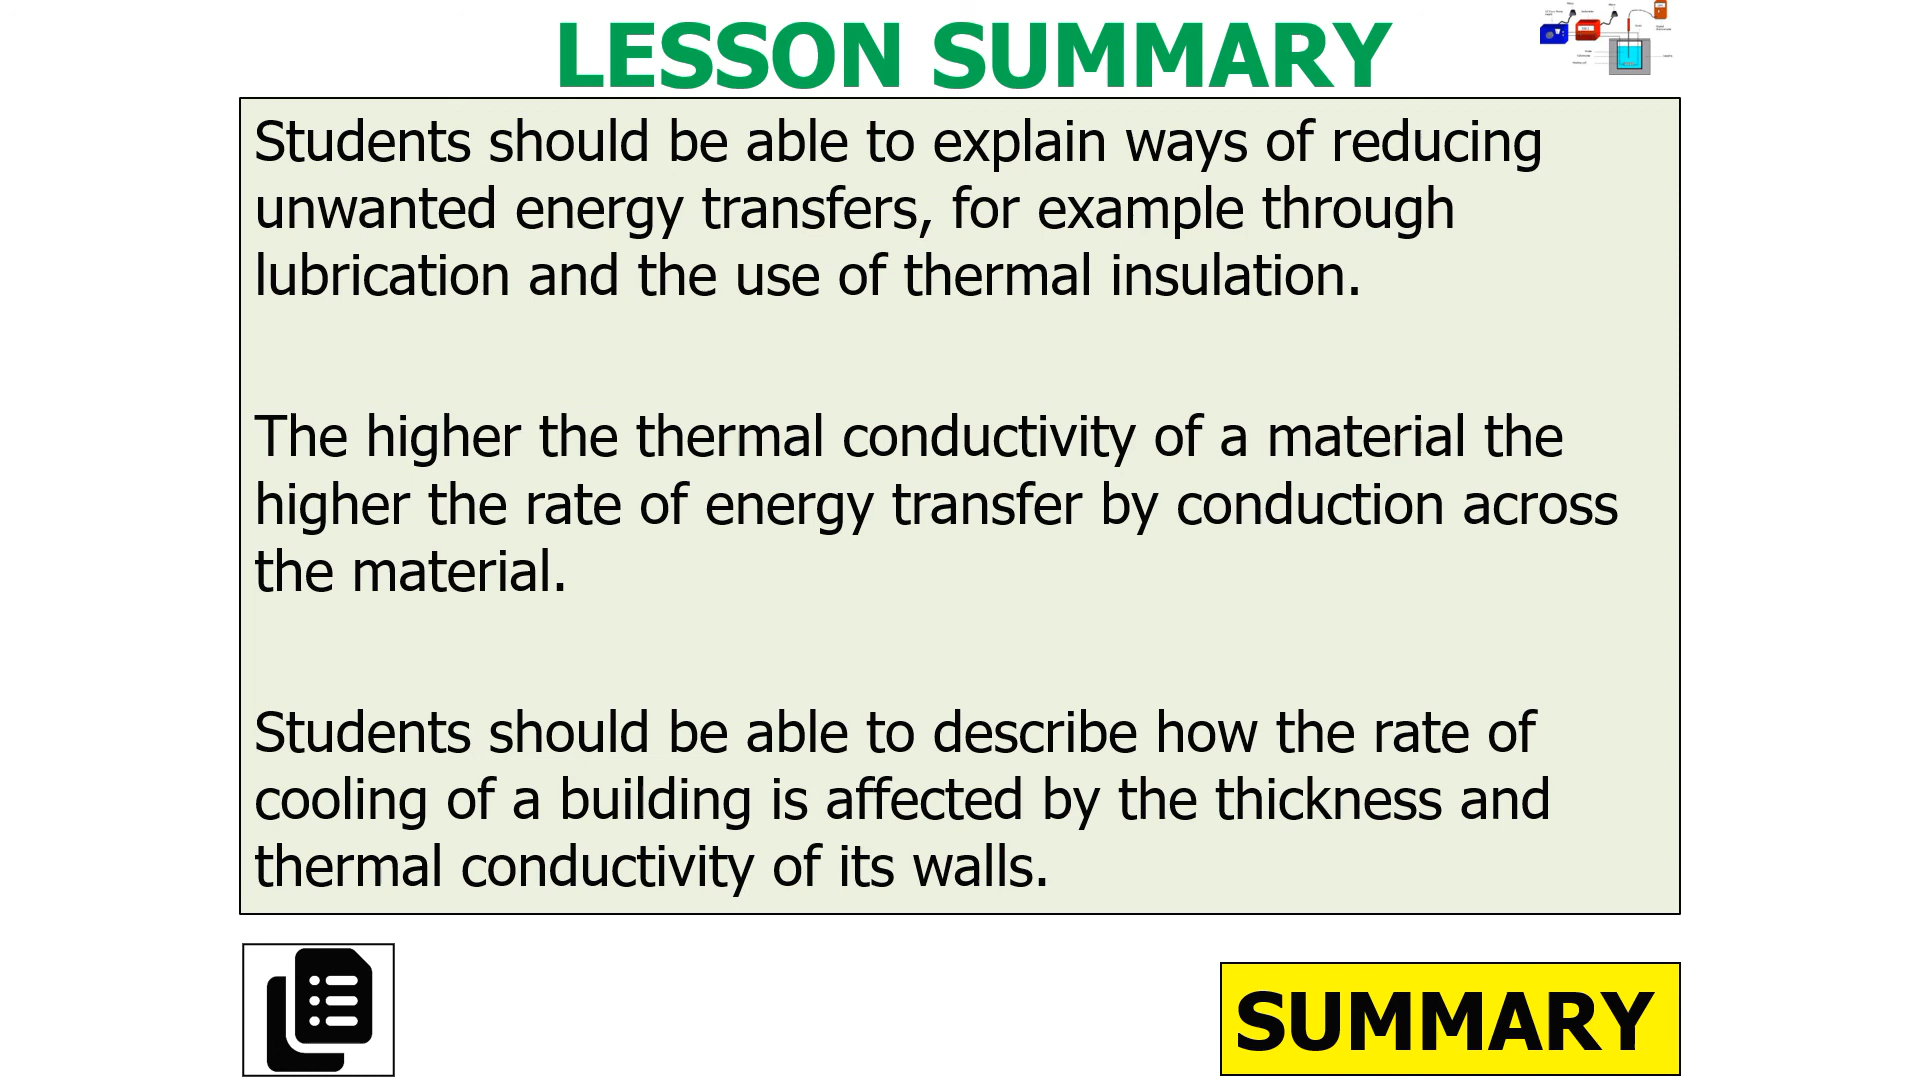 LESSON SUMMARY
Students should be able to explain ways of reducing
unwanted energy transfers, for example through
lubrication and the use of thermal insulation.
The higher the thermal conductivity of a material the
higher the rate of energy transfer by conduction across
the material.
Students should be able to describe how the rate of
cooling of a building is affected by the thickness and
thermal conductivity of its walls.
SUMMARY